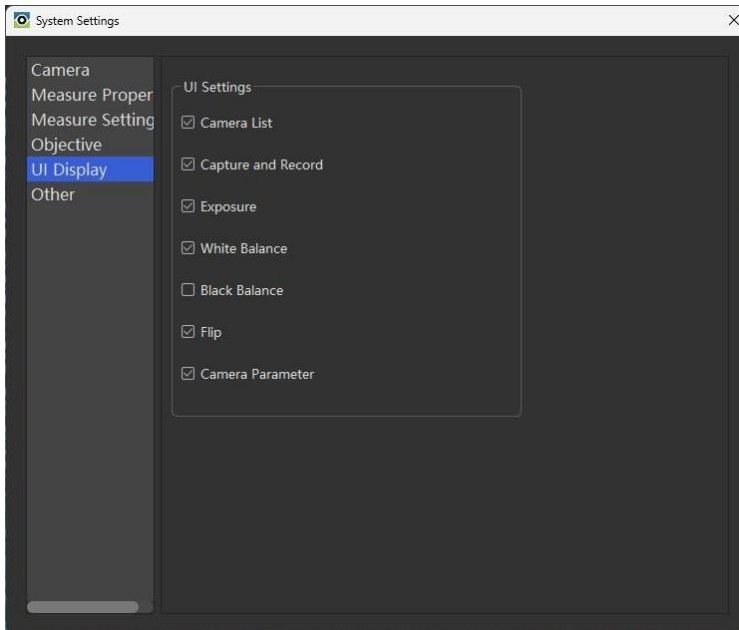 System Settings
Camera
Measure Proper
Measure Setting
Objective
UI Display
Other
UI Settings
Camera List
Capture and Record
Exposure
White Balance
Black Balance
Flip
Camera Parameter